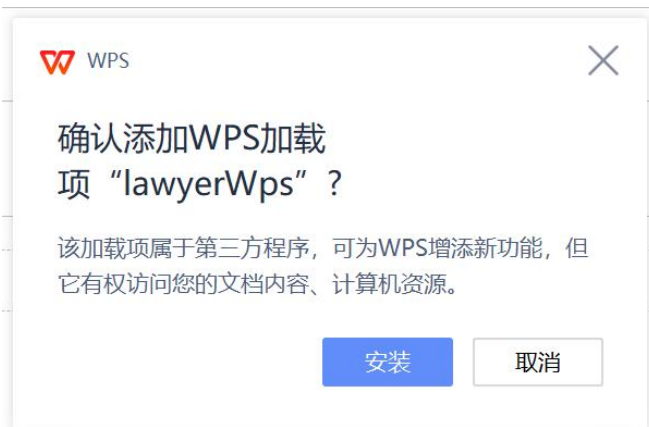 WPS
确认添加WPS加载
项“lawyerWps”?
该加载项属于第三方程序，可为WPS增添新功能，但
它有权访问您的文档内容、计算机资源。
安装 取消